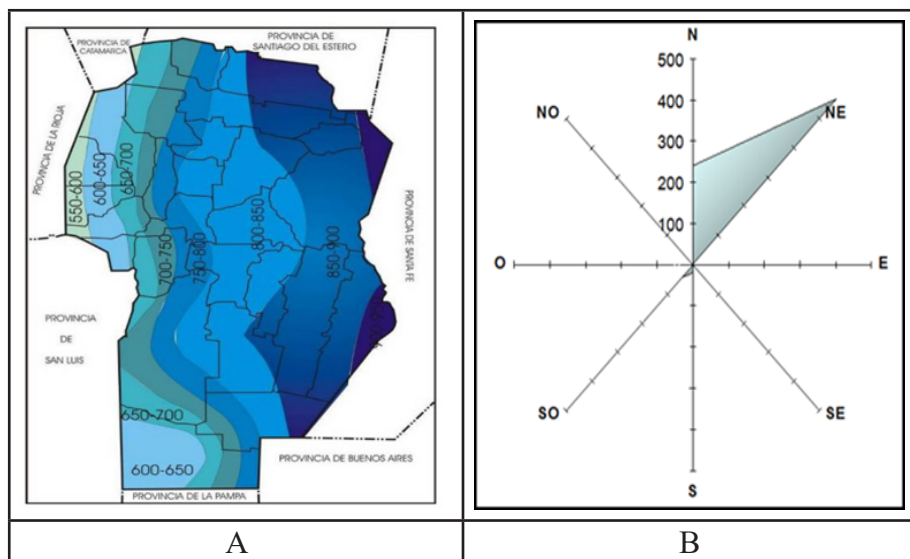 PROVINCIA DE
CATAMARCA
PROVINCIA DE
SANTIAGO DEL ESTERO
PROVINCIA DE LA RIOJA
550-600
600-650
650-700
700-750
750-800
800-850
850-900
PROVINCIA DE SANTA FE
PROVINCIA
DE
SAN LUIS
650-700
600-650
PROVINCIA DE BUENOS AIRES
PROVINCIA DE LA PAMPA
A
N
500
400
300
200
100
NO
NE
O
E
SO
SE
S
B